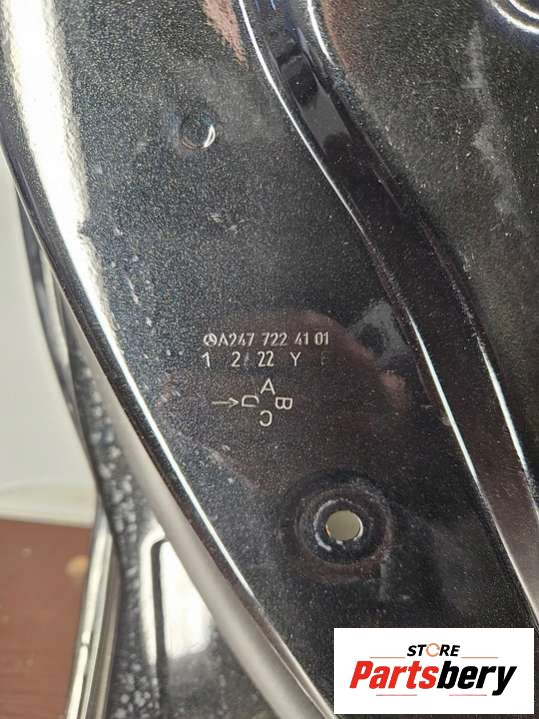 A247 722 41 01
1 2 22 Y
A
B
C
D
STORE
Partsbery